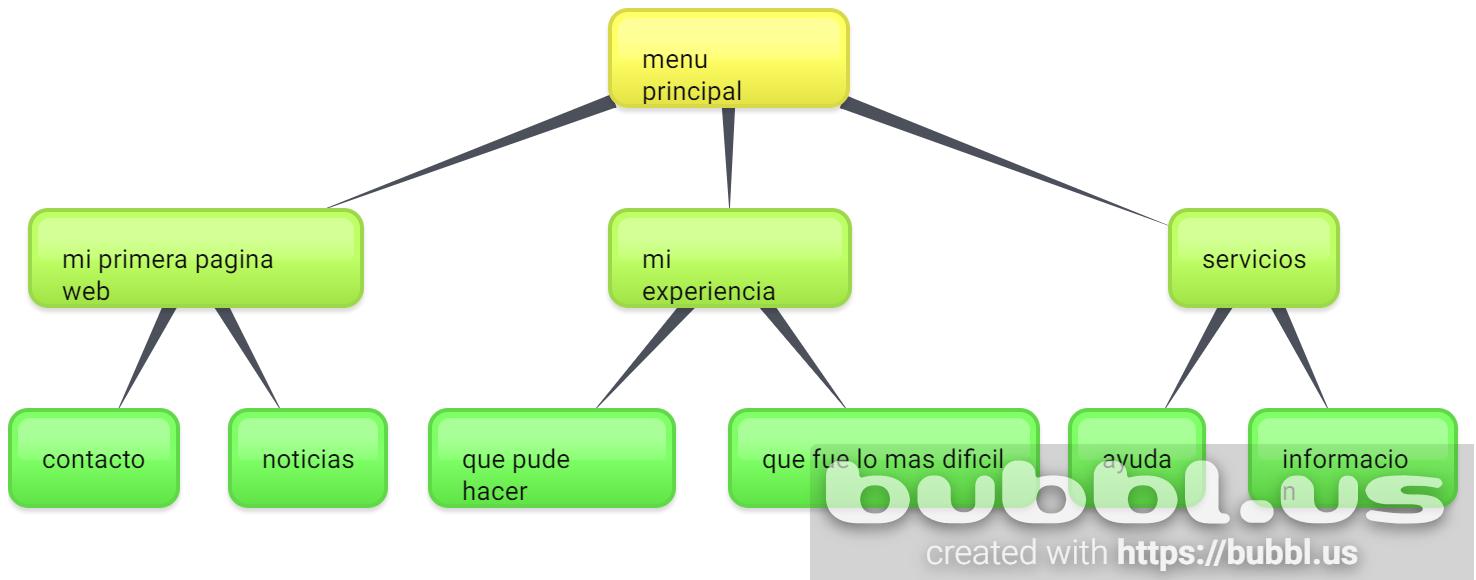 menu
principal
mi primera pagina
web
mi
experiencia
servicios
contacto
noticias
que pude
hacer
que fue lo mas dificil
ayuda
informacio
n
bubbl.us
created with https://bubbl.us